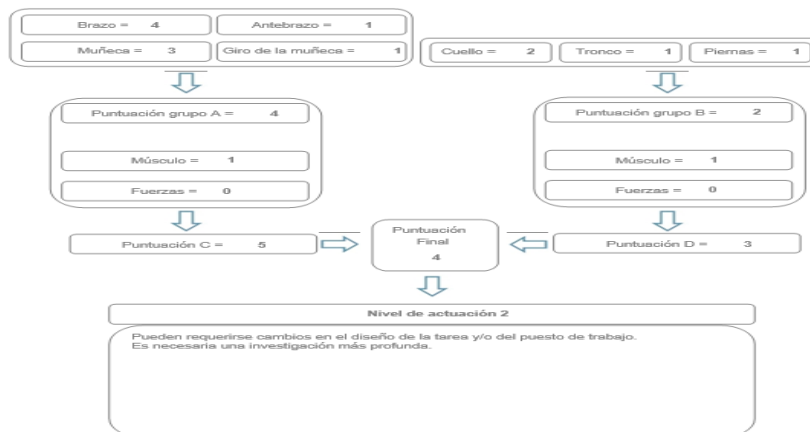 Brazo = 4
Antebrazo = 1
Muñeca = 3
Giro de la muñeca = 1
Cuello = 2
Tronco = 1
Piernas = 1
Puntuación grupo A = 4
Músculo = 1
Fuerzas = 0
Puntuación grupo B = 2
Músculo = 1
Fuerzas = 0
Puntuación C = 5
Puntuación
Final
4
Puntuación D = 3
Nivel de actuación 2
Pueden requerirse cambios en el diseño de la tarea y/o del puesto de trabajo.
Es necesaria una investigación más profunda.